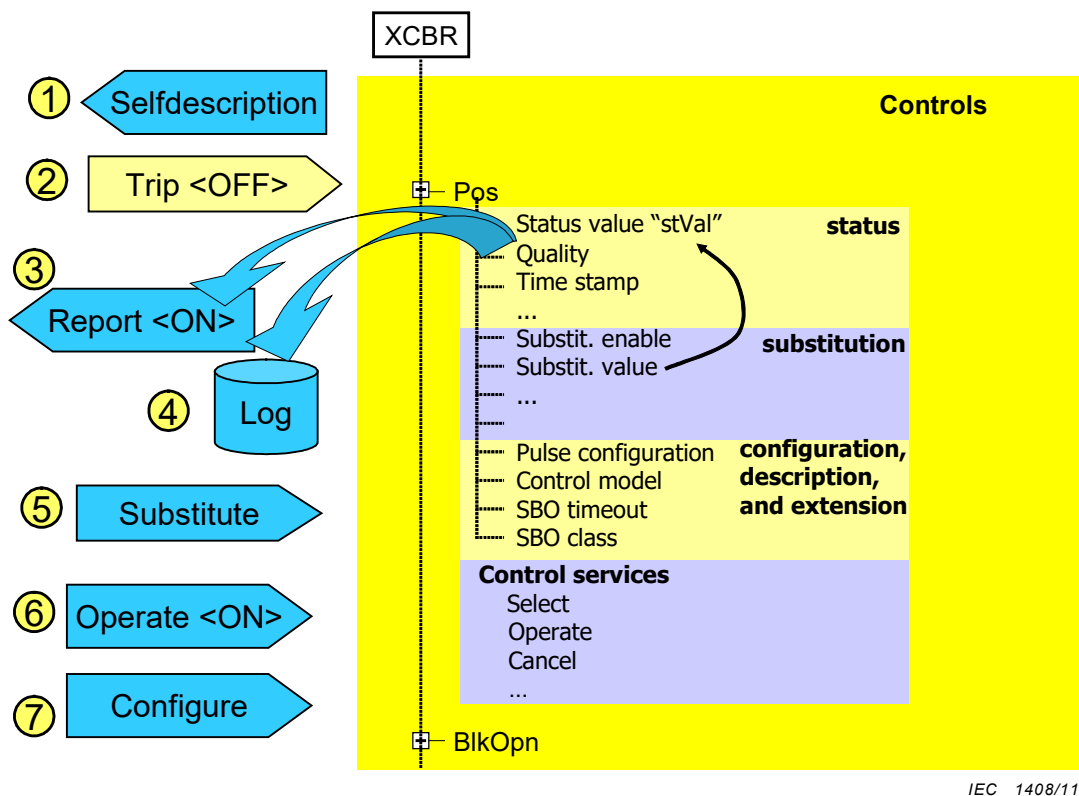 XCBR
Controls
1
Selfdescription
2
Trip <OFF>
3
Report <ON>
4
Log
5
Substitute
6
Operate <ON>
7
Configure
Pos
Status value “stVal”
status
Quality
Time stamp
...
Substit. enable
substitution
Substit. value
...
Pulse configuration
Control model
SBO timeout
SBO class
configuration,
description,
and extension
Control services
Select
Operate
Cancel
...
BlkOpn
IEC 1408/11